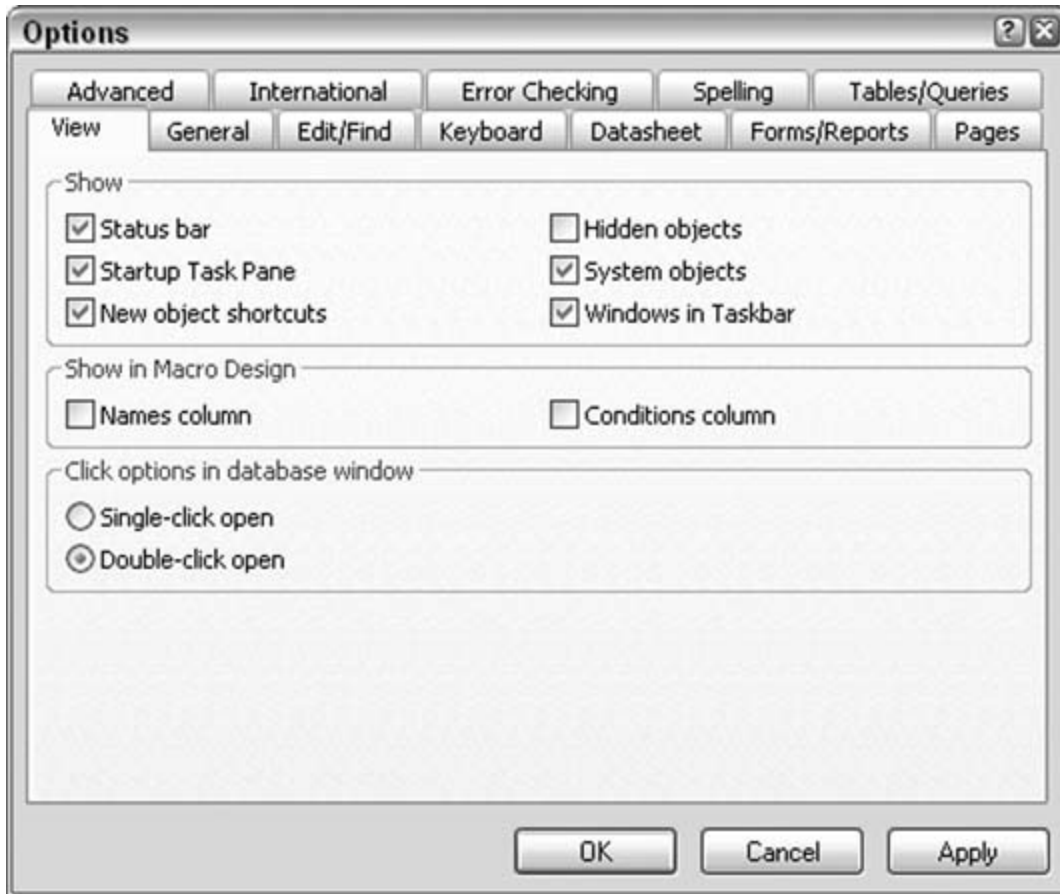 Options
Advanced International Error Checking Spelling Tables/Queries
View General Edit/Find Keyboard Datasheet Forms/Reports Pages
Show
Status bar Hidden objects
Startup Task Pane System objects
New object shortcuts Windows in Taskbar
Show in Macro Design
Names column Conditions column
Click options in database window
Single-click open
Double-click open
OK Cancel Apply